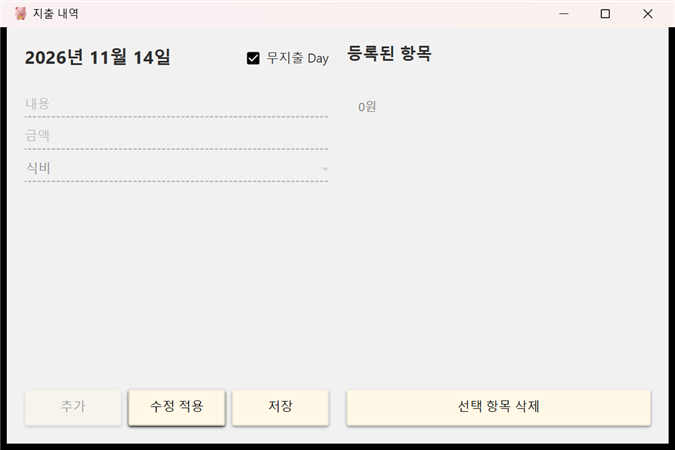 지출 내역
2026년 11월 14일
무지출 Day
내용
금액
식비
추가
수정 적용
저장
등록된 항목
0원
선택 항목 삭제